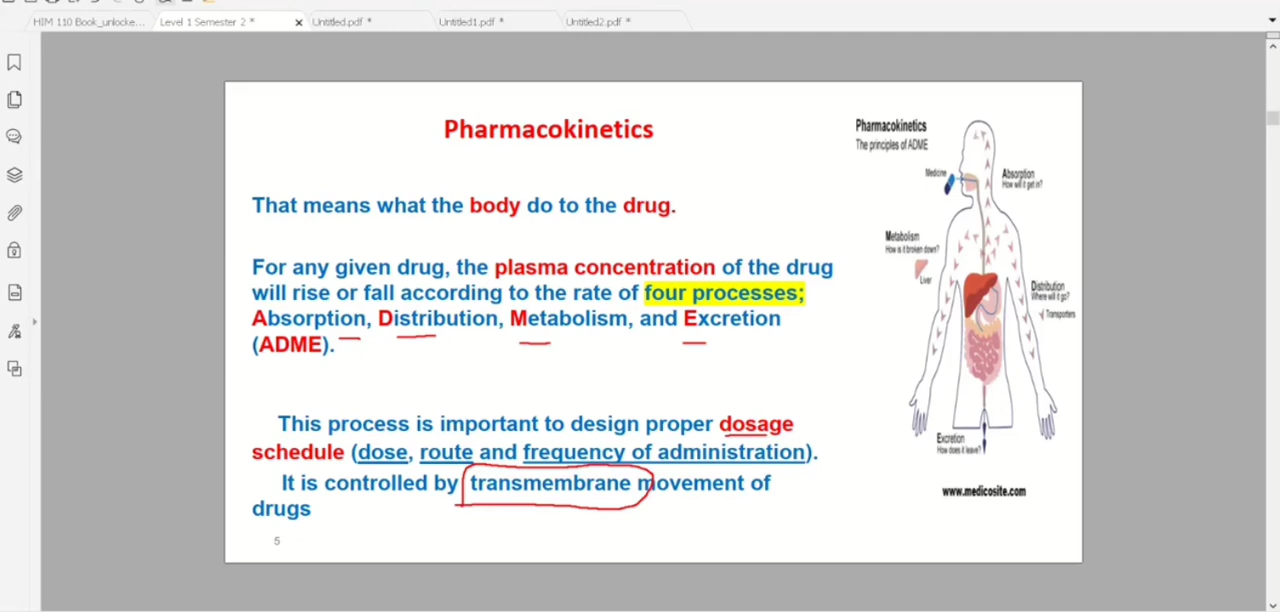 HIM 110 Book_unlocke... Level 1 Semester 2 * Untitled.pdf * Untitled1.pdf * Untitled2.pdf *
Pharmacokinetics
That means what the body do to the drug.
For any given drug, the plasma concentration of the drug
will rise or fall according to the rate of four processes;
Absorption, Distribution, Metabolism, and Excretion
(ADME).
This process is important to design proper dosage
schedule (dose, route and frequency of administration).
It is controlled by transmembrane movement of
drugs
5
Pharmacokinetics
The principles of ADME
Medicine
Absorption
How will it get in?
Metabolism
How is it broken down?
Liver
Distribution
Where will it go?
Transporters
Excretion
How does it leave?
www.medicosite.com